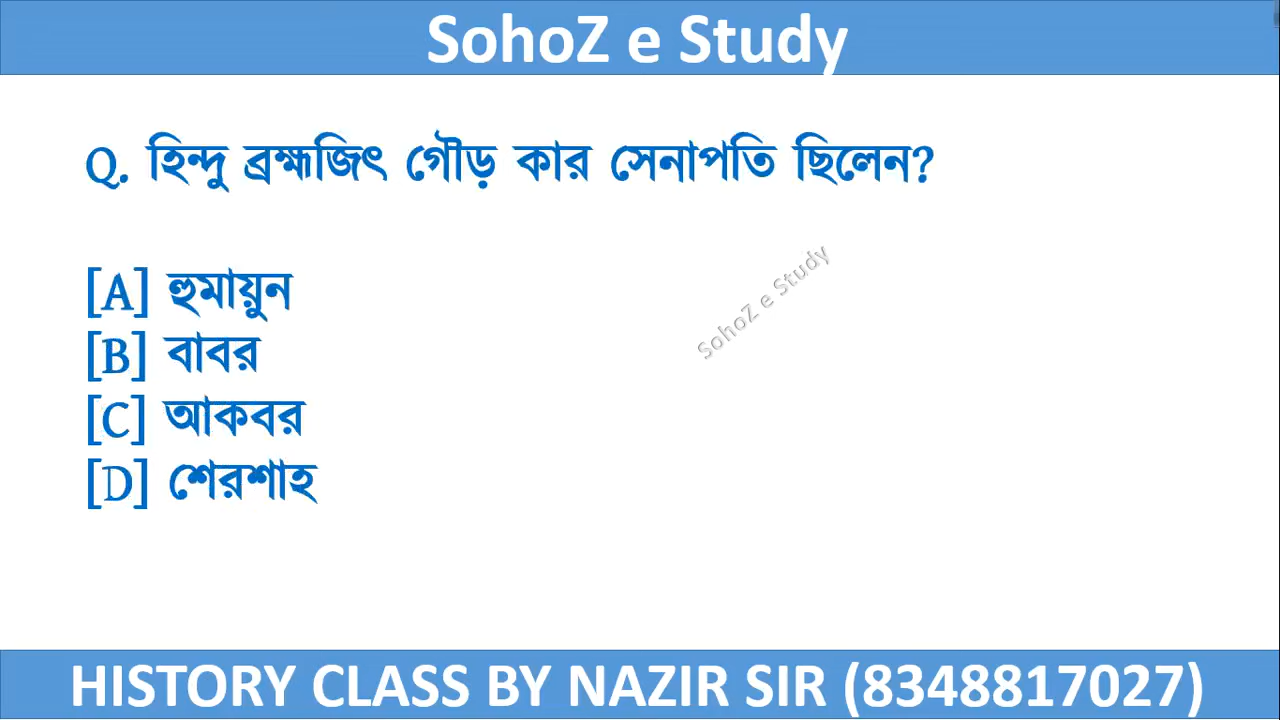 SohoZ e Study
Q. হিন্দু ব্রহ্মজিৎ গৌড় কার সেনাপতি ছিলেন?
SohoZ e Study
[A] হুমায়ুন
[B] বাবর
[C] আকবর
[D] শেরশাহ
HISTORY CLASS BY NAZIR SIR (8348817027)